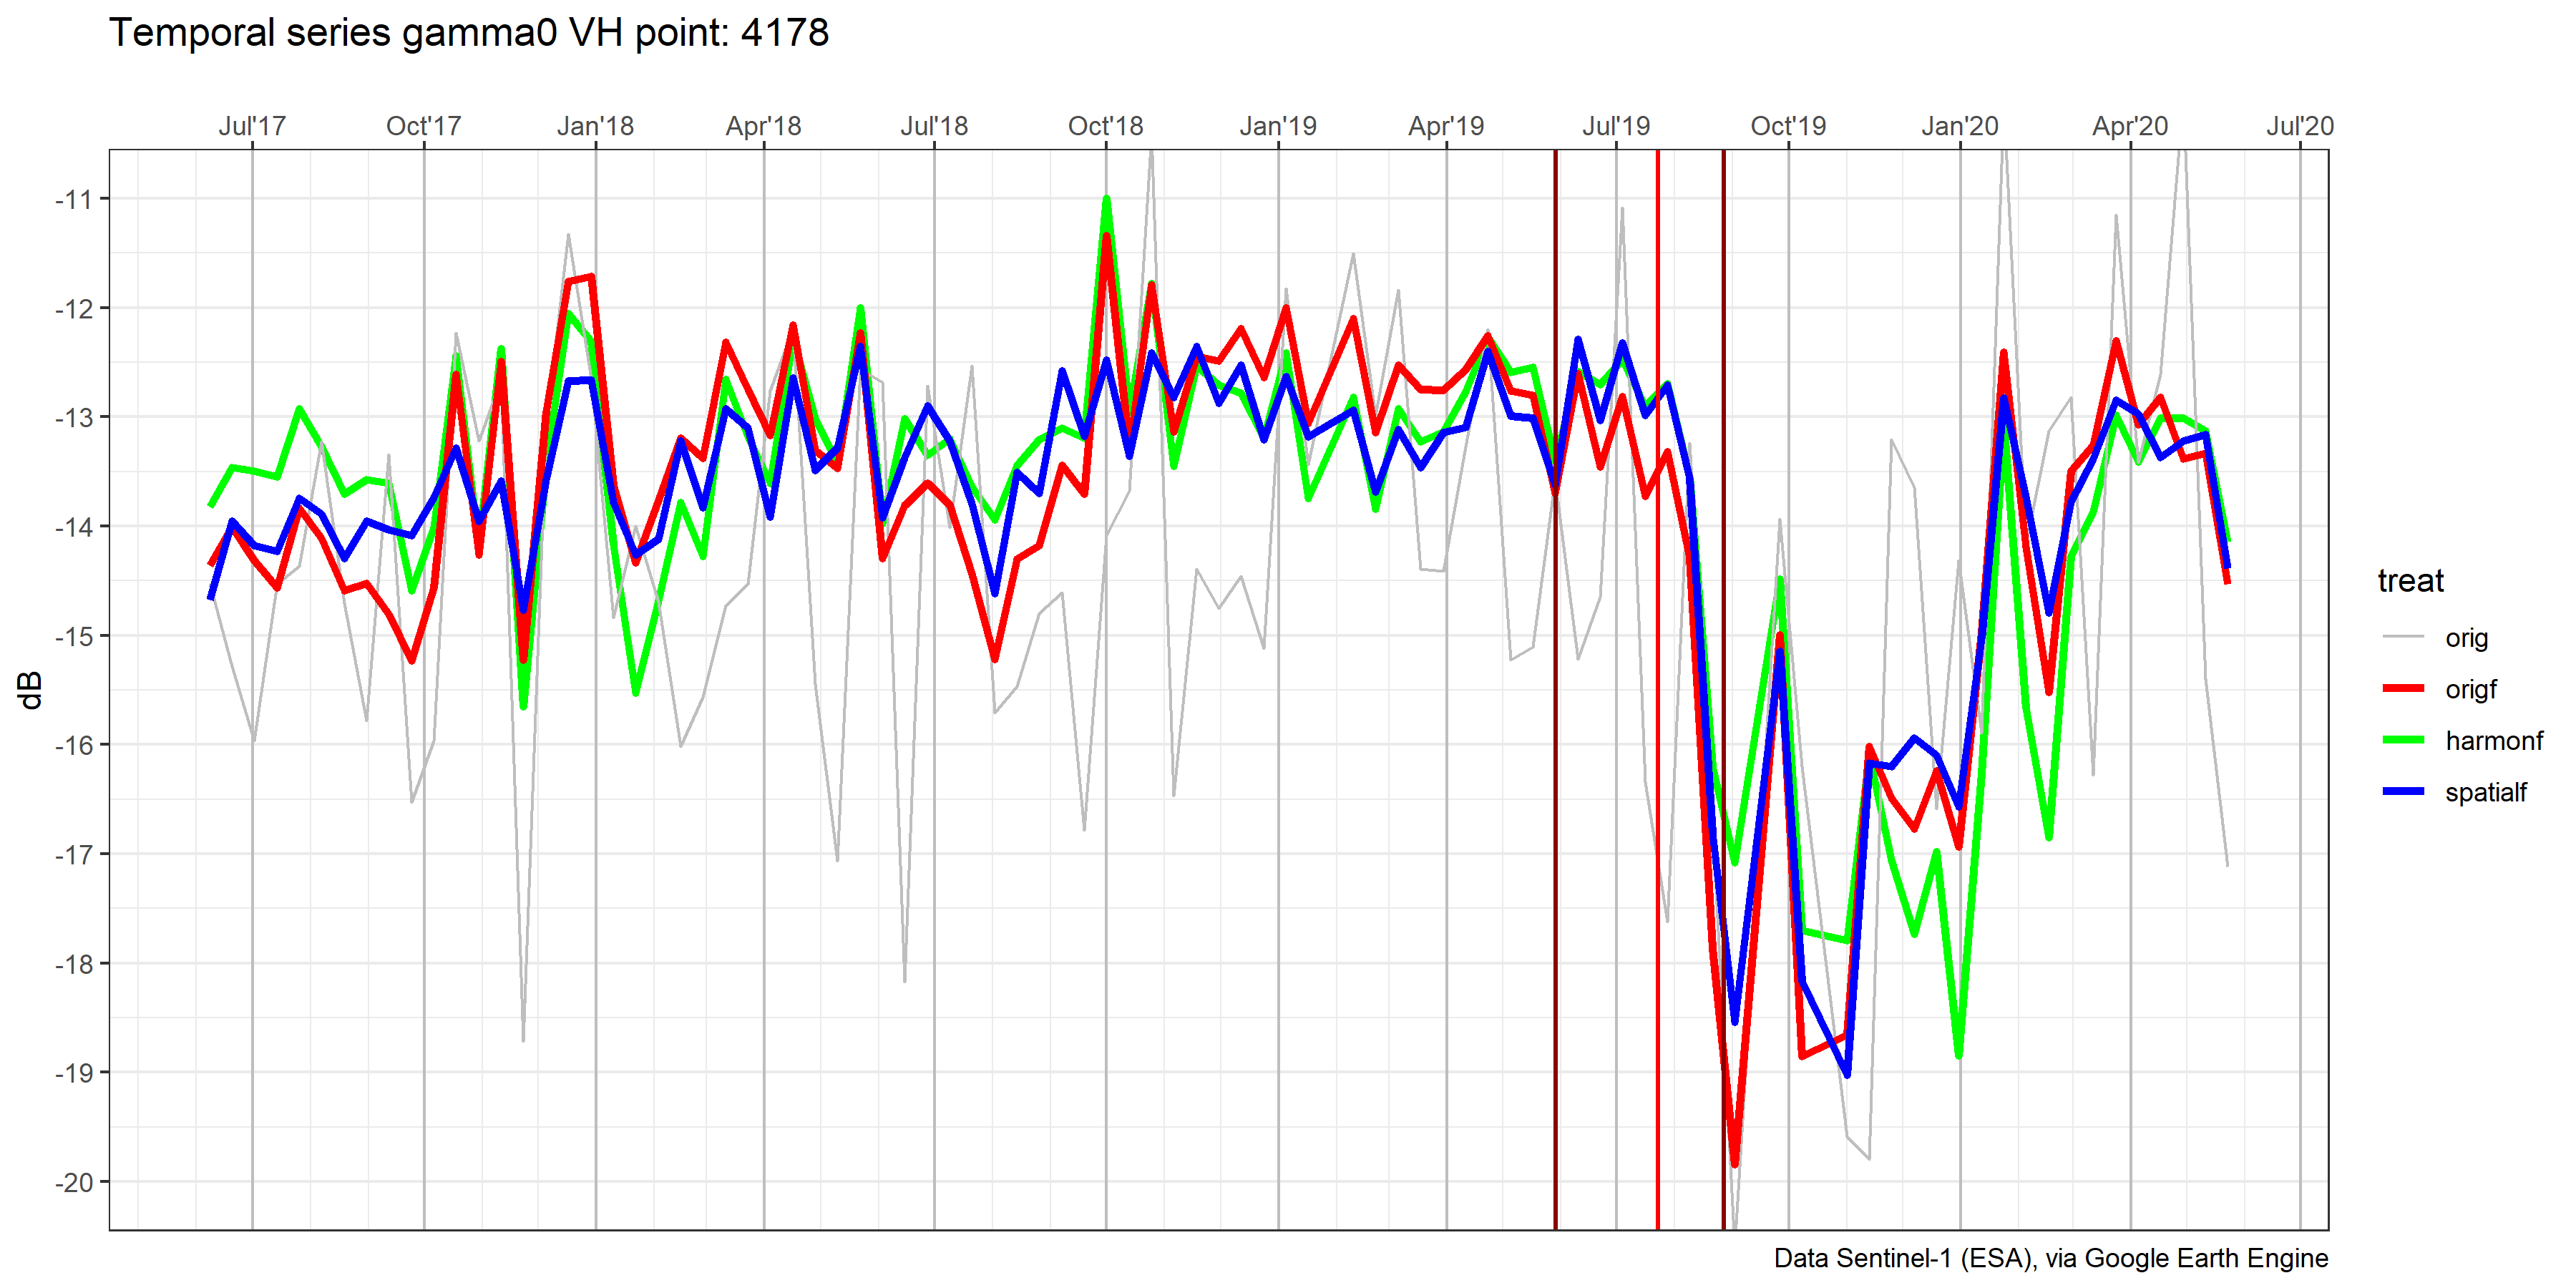 Temporal series gamma0 VH point: 4178
Jul'17 Oct'17 Jan'18 Apr'18 Jul'18 Oct'18 Jan'19 Apr'19 Jul'19 Oct'19 Jan'20 Apr'20 Jul'20
-11
-12
-13
-14
-15
-16
-17
-18
-19
-20
dB
treat
orig
origf
harmonf
spatialf
Data Sentinel-1 (ESA), via Google Earth Engine